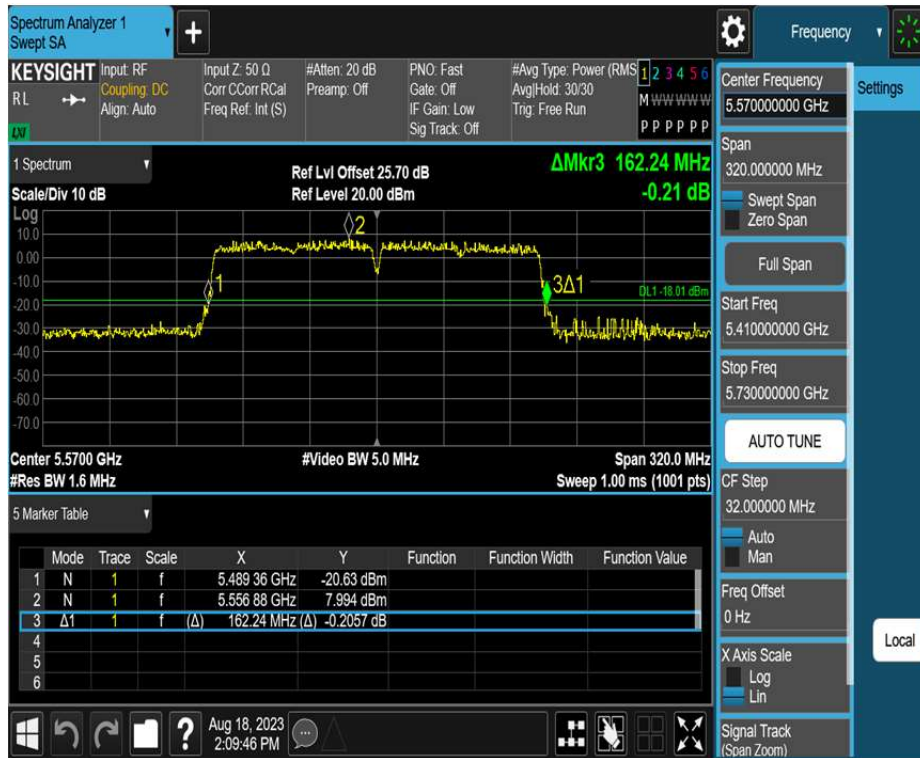 Spectrum Analyzer 1
Swept SA
+
Frequency
KEYSIGHT
RL
LXI
Input: RF
Coupling: DC
Align: Auto
Input Z: 50 Ω
Corr CCorr RCal
Freq Ref: Int (S)
#Atten: 20 dB
Preamp: Off
PNO: Fast
Gate: Off
IF Gain: Low
Sig Track: Off
#Avg Type: Power (RMS
Avg|Hold: 30/30
Trig: Free Run
1 2 3 4 5 6
M W W W W W
P P P P P P
Center Frequency
5.570000000 GHz
Settings
Span
320.000000 MHz
Swept Span
Zero Span
Full Span
Start Freq
5.410000000 GHz
Stop Freq
5.730000000 GHz
AUTO TUNE
CF Step
32.000000 MHz
Auto
Man
Freq Offset
0 Hz
X Axis Scale
Log
Lin
Signal Track
(Span Zoom)
Local
1 Spectrum
Scale/Div 10 dB
Ref Lvl Offset 25.70 dB
Ref Level 20.00 dBm
ΔMkr3 162.24 MHz
-0.21 dB
Log
10.0
0.00
-10.0
-20.0
-30.0
-40.0
-50.0
-60.0
-70.0
1
2
3Δ1
DL1 -18.01 dBm
Center 5.5700 GHz
#Video BW 5.0 MHz
Span 320.0 MHz
#Res BW 1.6 MHz
Sweep 1.00 ms (1001 pts)
5 Marker Table
Mode Trace Scale X Y Function Function Width Function Value
1 N 1 f 5.489 36 GHz -20.63 dBm
2 N 1 f 5.556 88 GHz 7.994 dBm
3 Δ1 1 f (Δ) 162.24 MHz (Δ) -0.2057 dB
4
5
6
?
Aug 18, 2023
2:09:46 PM